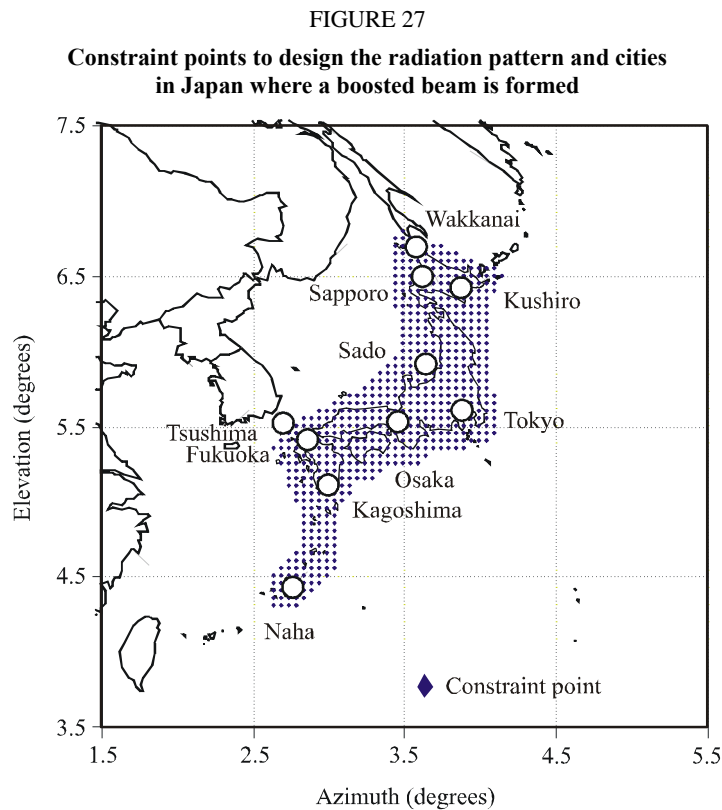 FIGURE 27
Constraint points to design the radiation pattern and cities
in Japan where a boosted beam is formed
7.5
Wakkanai
6.5
Sapporo
Kushiro
Sado
Elevation (degrees)
5.5
Tsushima
Tokyo
Fukuoka
Osaka
Kagoshima
4.5
Naha
Constraint point
3.5
1.5 2.5 3.5 4.5 5.5
Azimuth (degrees)